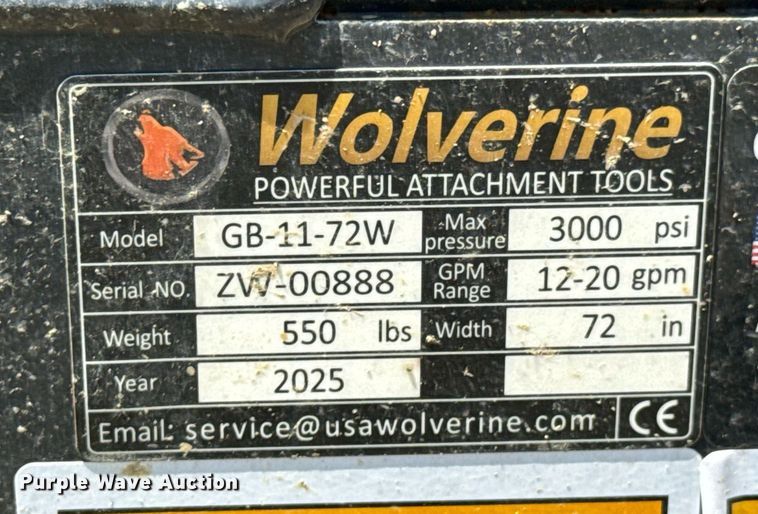 Wolverine
POWERFUL ATTACHMENT TOOLS
Model GB-11-72W Max pressure 3000 psi
Serial NO. ZW-00888 GPM Range 12-20 gpm
Weight 550 lbs Width 72 in
Year 2025
Email: service@usawolverine.com CE
Purple Wave Auction